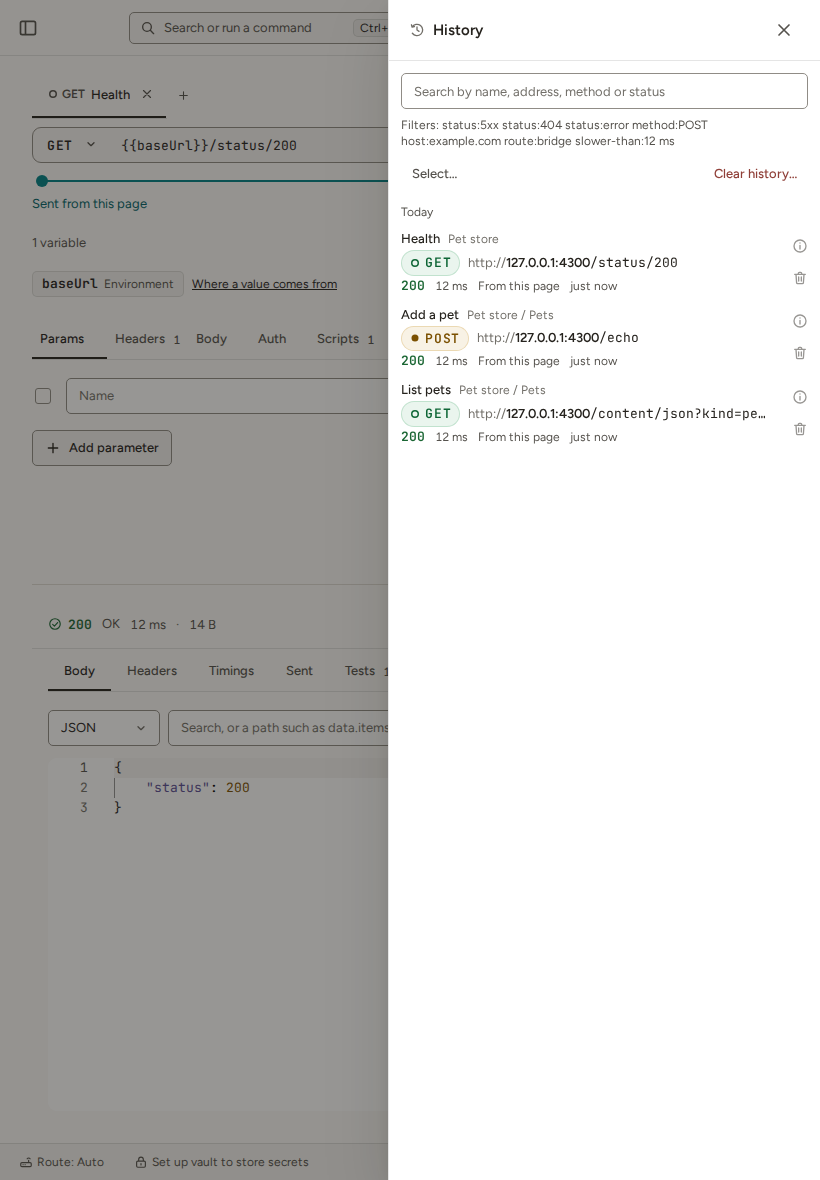 Search or run a command Ctrl+
GET Health
GET {{baseUrl}}/status/200
Sent from this page
1 variable
baseUrl Environment Where a value comes from
Params Headers 1 Body Auth Scripts 1
Name
Add parameter
200 OK 12 ms · 14 B
Body Headers Timings Sent Tests 1
JSON Search, or a path such as data.items
1 {
2 "status": 200
3 }
Route: Auto Set up vault to store secrets
History
Search by name, address, method or status
Filters: status:5xx status:404 status:error method:POST
host:example.com route:bridge slower-than:12 ms
Select... Clear history...
Today
Health Pet store
GET http://127.0.0.1:4300/status/200
200 12 ms From this page just now
Add a pet Pet store / Pets
POST http://127.0.0.1:4300/echo
200 12 ms From this page just now
List pets Pet store / Pets
GET http://127.0.0.1:4300/content/json?kind=pe…
200 12 ms From this page just now